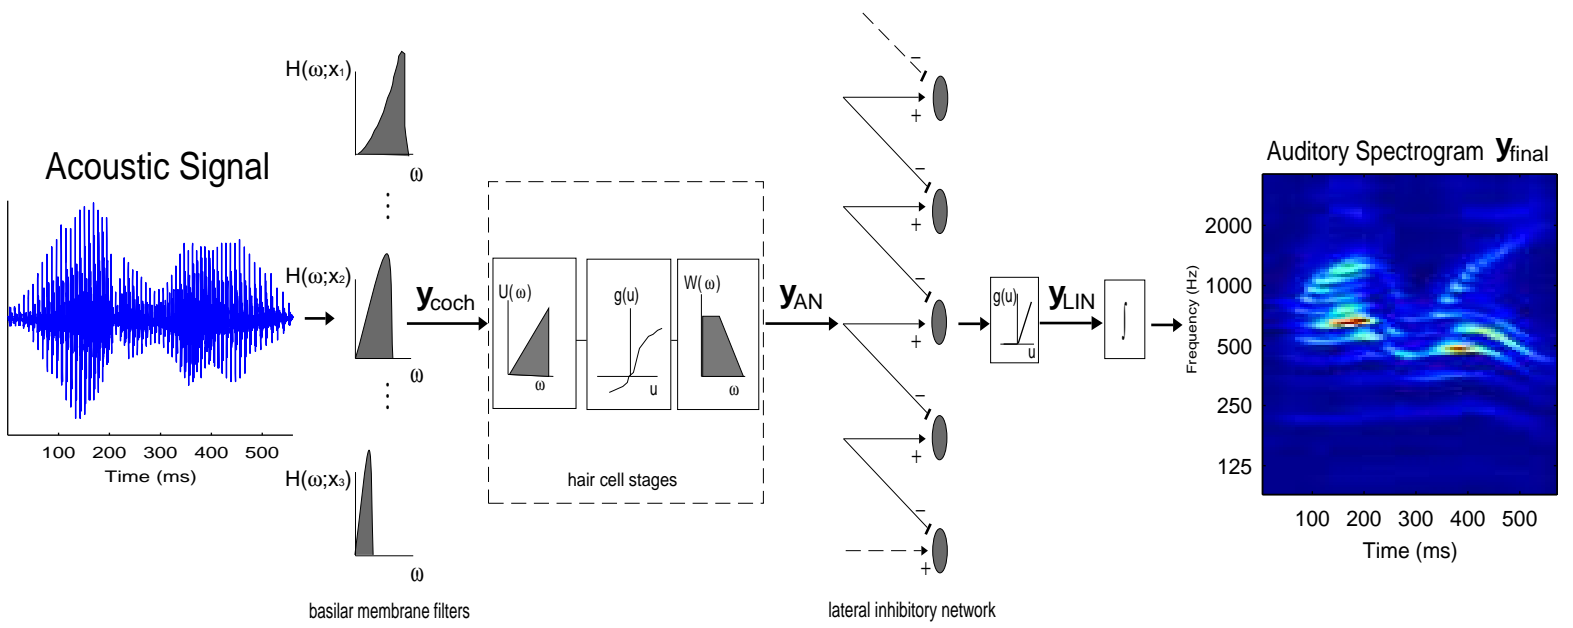 Acoustic Signal
100 200 300 400 500
Time (ms)
H(ω;x₁)
ω
H(ω;x₂)
ω
H(ω;x₃)
ω
basilar membrane filters
ycoch
U(ω)
ω
g(u)
u
W(ω)
ω
hair cell stages
yAN
−
+
−
+
−
+
−
+
−
+
lateral inhibitory network
g(u)
u
yLIN
∫
Auditory Spectrogram yfinal
Frequency (Hz)
2000
1000
500
250
125
100 200 300 400 500
Time (ms)